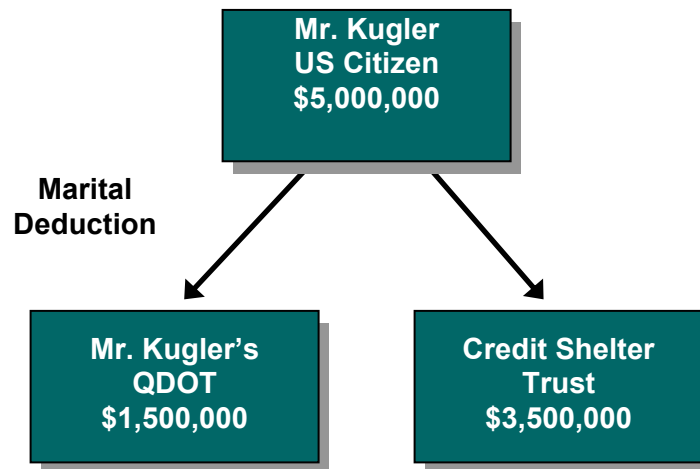 Mr. Kugler
US Citizen
$5,000,000
Marital
Deduction
Mr. Kugler’s
QDOT
$1,500,000
Credit Shelter
Trust
$3,500,000